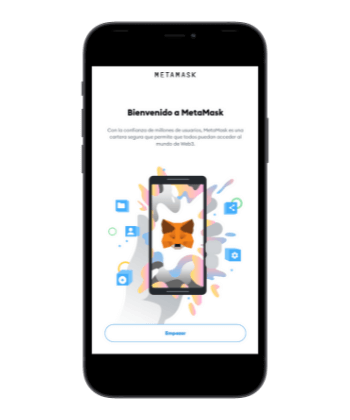 METAMASK
Bienvenido a MetaMask
Con la confianza de millones de usuarios, MetaMask es una
cartera segura que permite que todos puedan acceder al
mundo de Web3.
Empezar